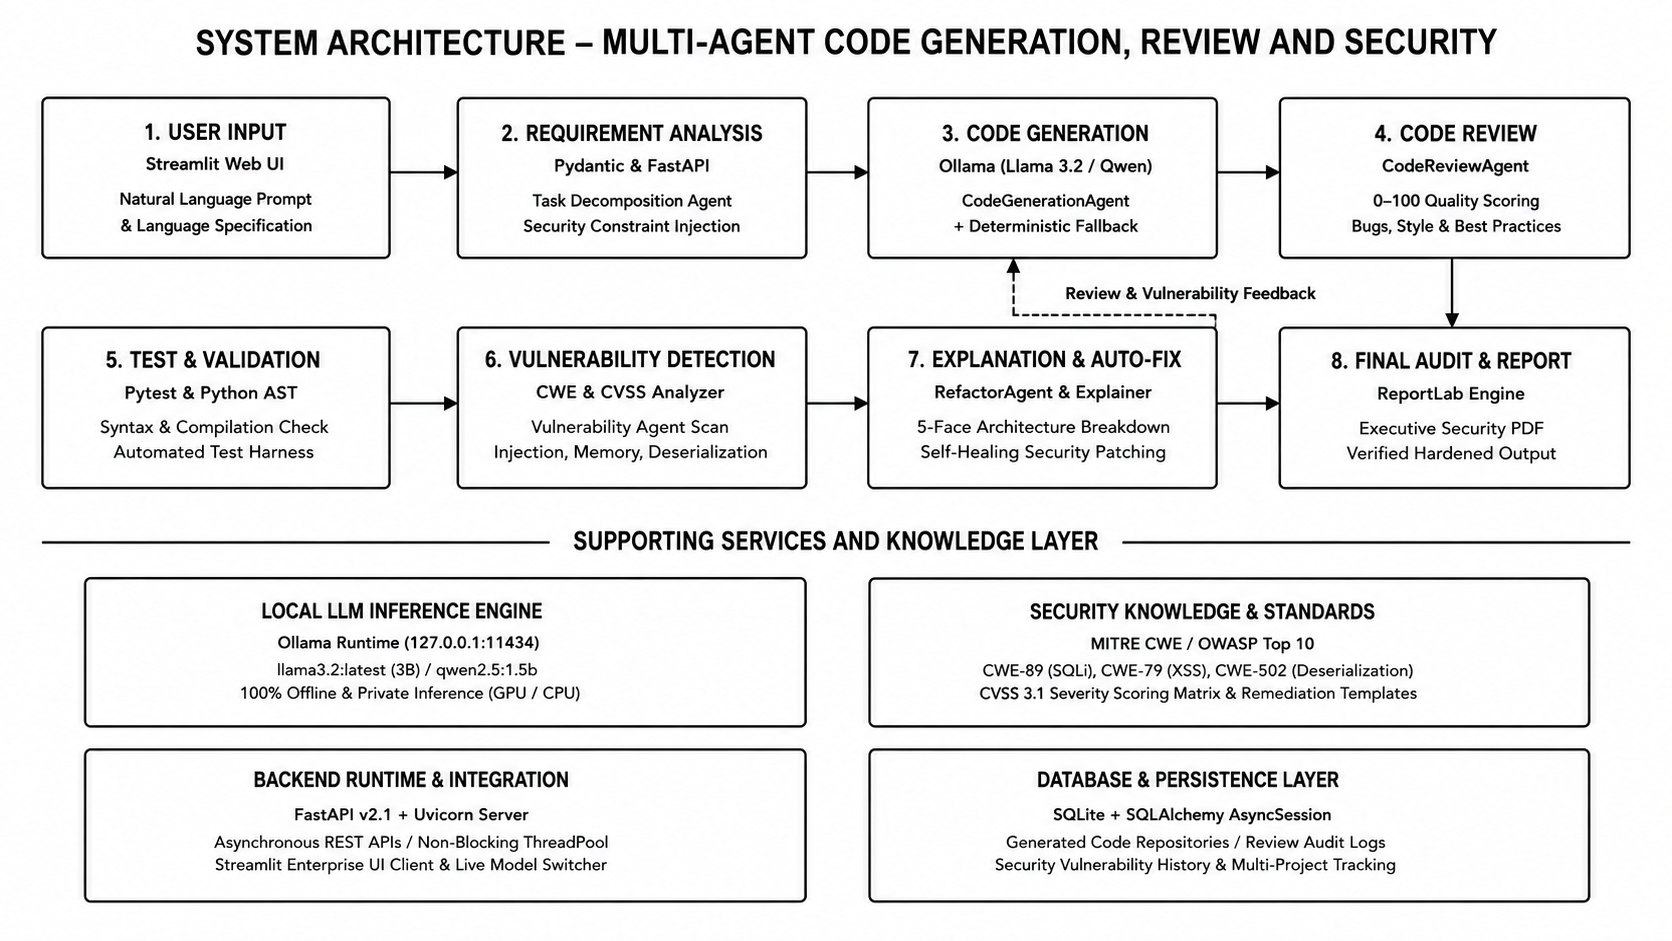 SYSTEM ARCHITECTURE – MULTI-AGENT CODE GENERATION, REVIEW AND SECURITY
1. USER INPUT
Streamlit Web UI
Natural Language Prompt
& Language Specification
2. REQUIREMENT ANALYSIS
Pydantic & FastAPI
Task Decomposition Agent
Security Constraint Injection
3. CODE GENERATION
Ollama (Llama 3.2 / Qwen)
CodeGenerationAgent
+ Deterministic Fallback
4. CODE REVIEW
CodeReviewAgent
0–100 Quality Scoring
Bugs, Style & Best Practices
Review & Vulnerability Feedback
5. TEST & VALIDATION
Pytest & Python AST
Syntax & Compilation Check
Automated Test Harness
6. VULNERABILITY DETECTION
CWE & CVSS Analyzer
Vulnerability Agent Scan
Injection, Memory, Deserialization
7. EXPLANATION & AUTO-FIX
RefactorAgent & Explainer
5-Face Architecture Breakdown
Self-Healing Security Patching
8. FINAL AUDIT & REPORT
ReportLab Engine
Executive Security PDF
Verified Hardened Output
SUPPORTING SERVICES AND KNOWLEDGE LAYER
LOCAL LLM INFERENCE ENGINE
Ollama Runtime (127.0.0.1:11434)
llama3.2:latest (3B) / qwen2.5:1.5b
100% Offline & Private Inference (GPU / CPU)
SECURITY KNOWLEDGE & STANDARDS
MITRE CWE / OWASP Top 10
CWE-89 (SQLi), CWE-79 (XSS), CWE-502 (Deserialization)
CVSS 3.1 Severity Scoring Matrix & Remediation Templates
BACKEND RUNTIME & INTEGRATION
FastAPI v2.1 + Uvicorn Server
Asynchronous REST APIs / Non-Blocking ThreadPool
Streamlit Enterprise UI Client & Live Model Switcher
DATABASE & PERSISTENCE LAYER
SQLite + SQLAlchemy AsyncSession
Generated Code Repositories / Review Audit Logs
Security Vulnerability History & Multi-Project Tracking